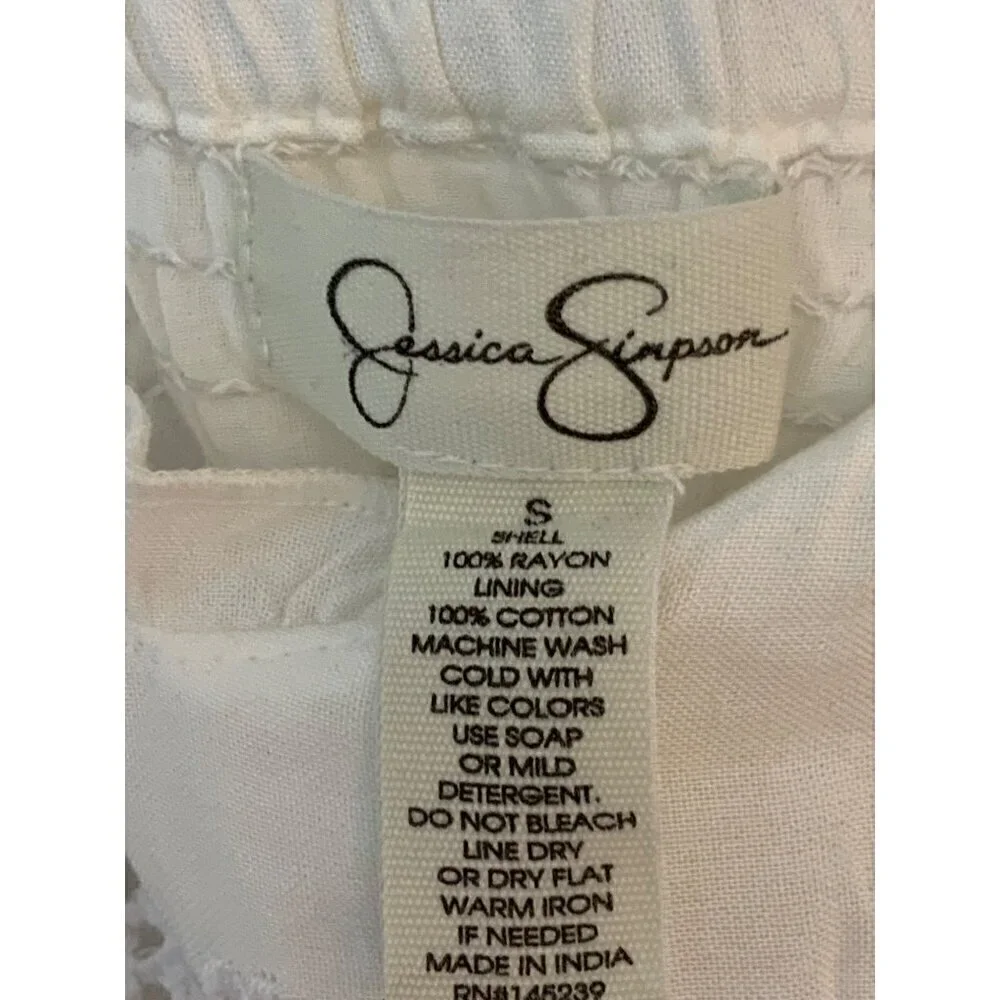 Jessica Simpson
S
SHELL
100% RAYON
LINING
100% COTTON
MACHINE WASH
COLD WITH
LIKE COLORS
USE SOAP
OR MILD
DETERGENT.
DO NOT BLEACH
LINE DRY
OR DRY FLAT
WARM IRON
IF NEEDED
MADE IN INDIA
RN#145239